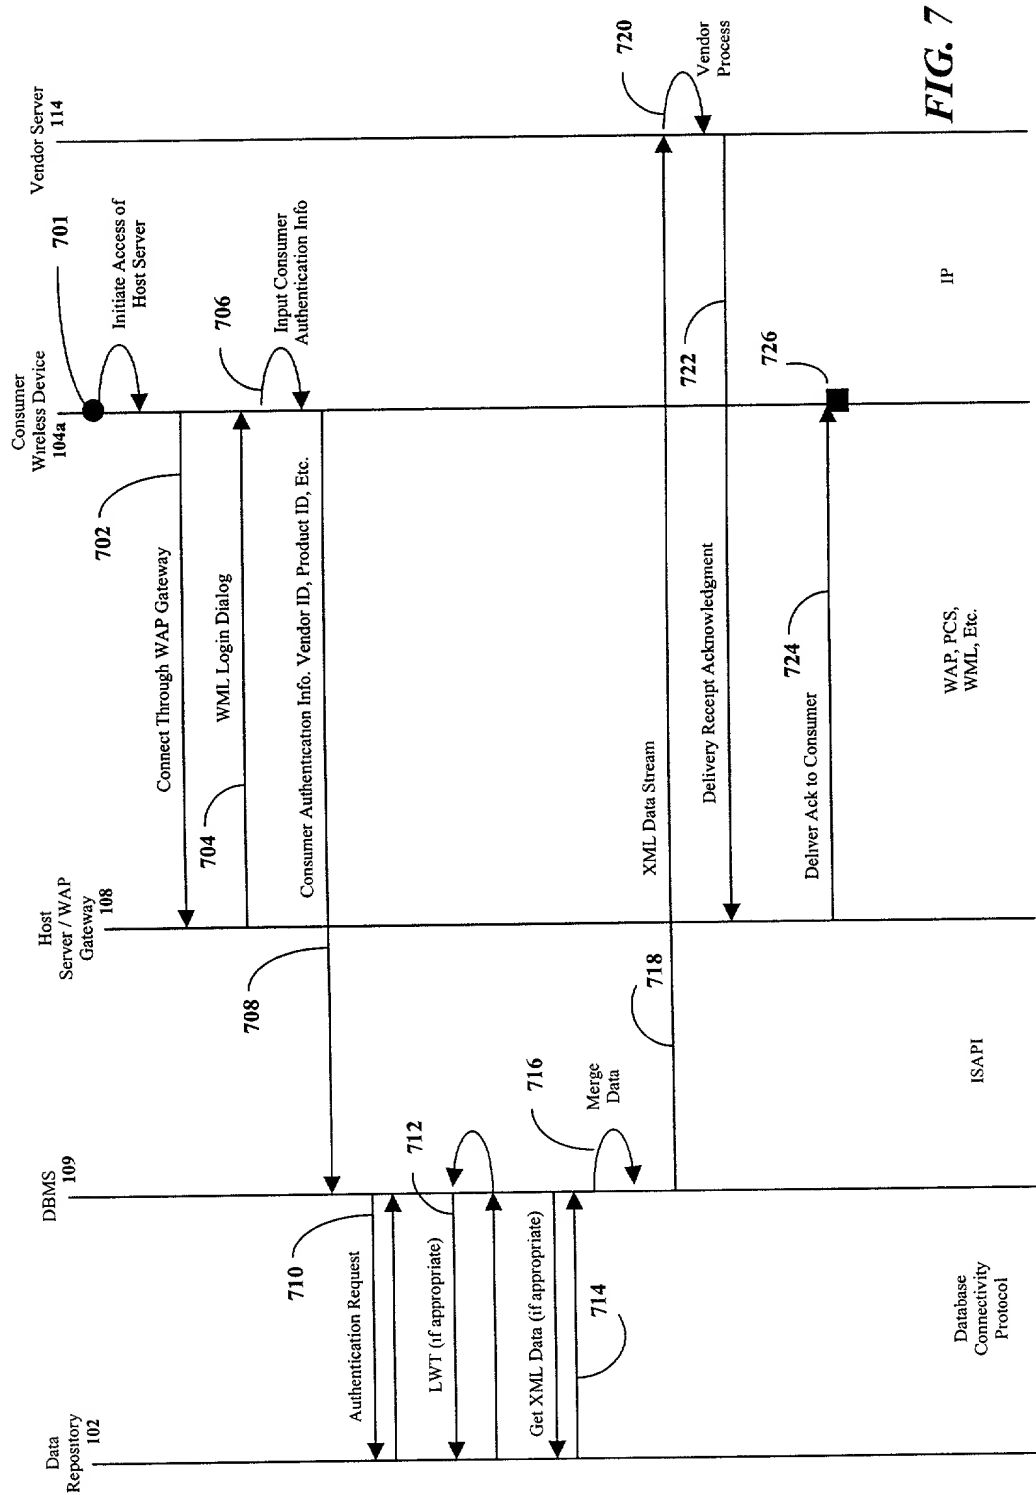 Data
Repository
102
DBMS
109
Host
Server / WAP
Gateway
108
Consumer
Wireless Device
104a
Vendor Server
114
701
Initiate Access of
Host Server
702
Connect Through WAP Gateway
704
WML Login Dialog
706
Input Consumer
Authentication Info
Consumer Authentication Info. Vendor ID, Product ID, Etc.
708
710
Authentication Request
712
LWT (if appropriate)
Get XML Data (if appropriate)
714
716
Merge
Data
718
XML Data Stream
720
Vendor
Process
722
Delivery Receipt Acknowledgment
724
Deliver Ack to Consumer
726
Database
Connectivity
Protocol
ISAPI
WAP, PCS,
WML, Etc.
IP
FIG. 7